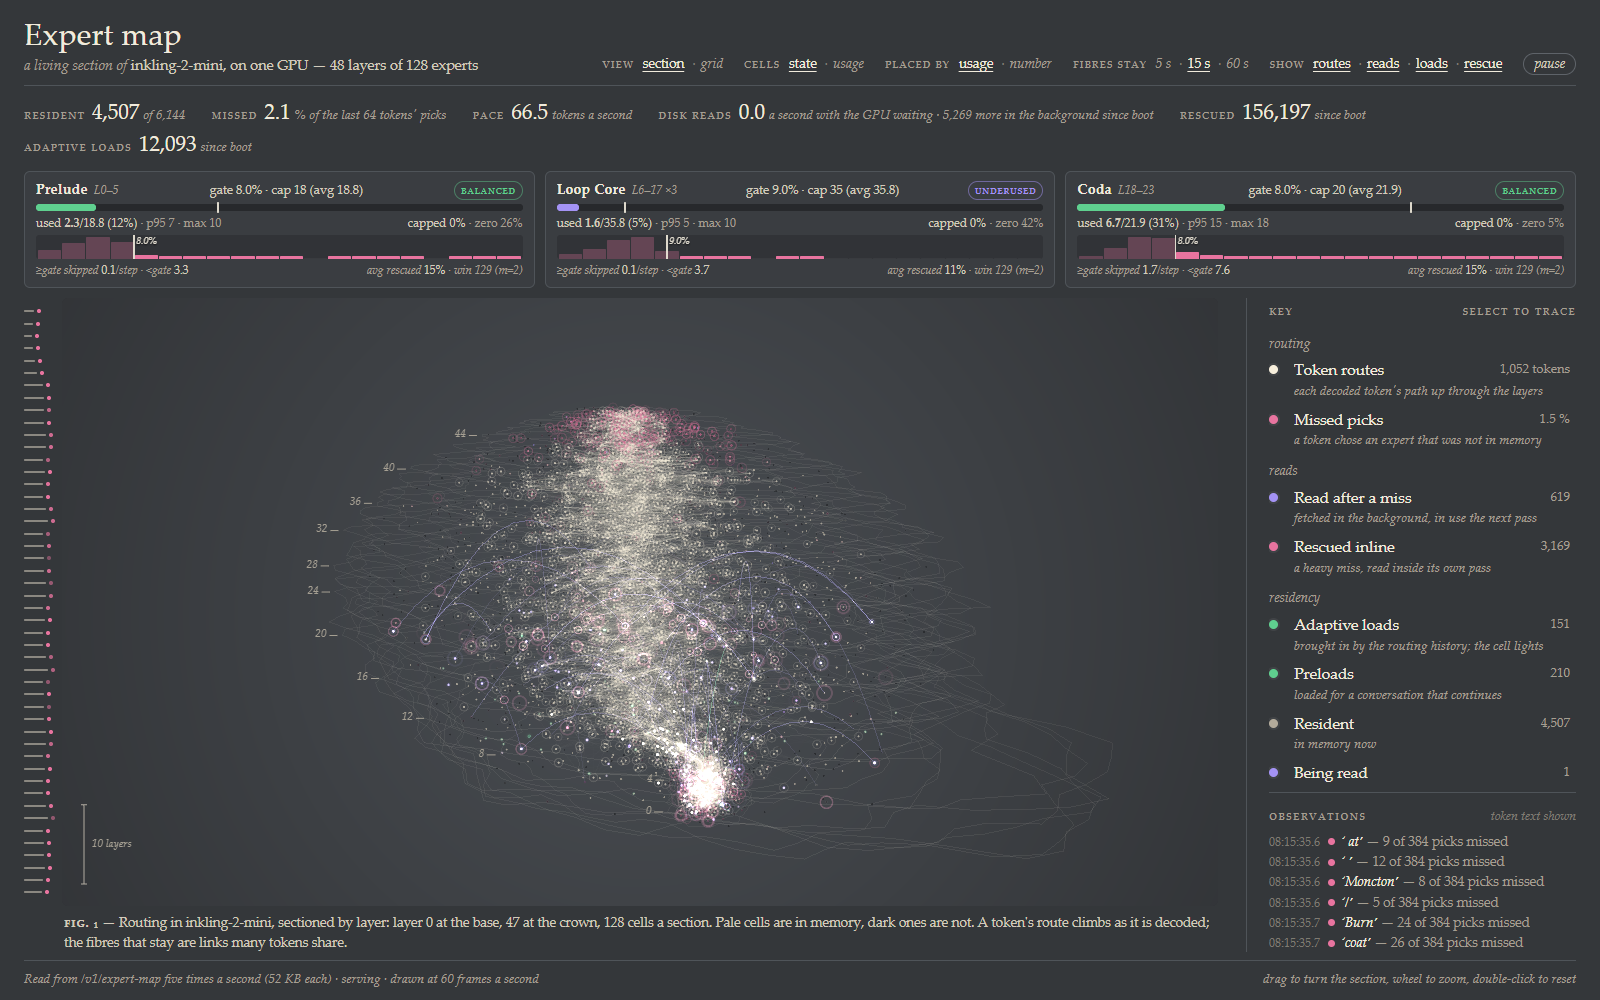 Expert map
a living section of inkling-2-mini, on one GPU — 48 layers of 128 experts
VIEW section · grid CELLS state · usage PLACED BY usage · number FIBRES STAY 5 s · 15 s · 60 s SHOW routes · reads · loads · rescue pause
RESIDENT 4,507 of 6,144 MISSED 2.1 % of the last 64 tokens' picks PACE 66.5 tokens a second DISK READS 0.0 a second with the GPU waiting · 5,269 more in the background since boot RESCUED 156,197 since boot
ADAPTIVE LOADS 12,093 since boot
Prelude L0–5 gate 8.0% · cap 18 (avg 18.8) BALANCED
used 2.3/18.8 (12%) · p95 7 · max 10 capped 0% · zero 26%
8.0%
≥gate skipped 0.1/step · <gate 3.3 avg rescued 15% · win 129 (m=2)
Loop Core L6–17 ×3 gate 9.0% · cap 35 (avg 35.8) UNDERUSED
used 1.6/35.8 (5%) · p95 5 · max 10 capped 0% · zero 42%
9.0%
≥gate skipped 0.1/step · <gate 3.7 avg rescued 11% · win 129 (m=2)
Coda L18–23 gate 8.0% · cap 20 (avg 21.9) BALANCED
used 6.7/21.9 (31%) · p95 15 · max 18 capped 0% · zero 5%
8.0%
≥gate skipped 1.7/step · <gate 7.6 avg rescued 15% · win 129 (m=2)
44
40
36
32
28
24
20
16
12
8
4
0
10 layers
FIG. 1 — Routing in inkling-2-mini, sectioned by layer: layer 0 at the base, 47 at the crown, 128 cells a section. Pale cells are in memory, dark ones are not. A token's route climbs as it is decoded;
the fibres that stay are links many tokens share.
KEY SELECT TO TRACE
routing
Token routes 1,052 tokens
each decoded token's path up through the layers
Missed picks 1.5 %
a token chose an expert that was not in memory
reads
Read after a miss 619
fetched in the background, in use the next pass
Rescued inline 3,169
a heavy miss, read inside its own pass
residency
Adaptive loads 151
brought in by the routing history; the cell lights
Preloads 210
loaded for a conversation that continues
Resident 4,507
in memory now
Being read 1
OBSERVATIONS token text shown
08:15:35.6 ‘ at’ — 9 of 384 picks missed
08:15:35.6 ‘ ’ — 12 of 384 picks missed
08:15:35.6 ‘Moncton’ — 8 of 384 picks missed
08:15:35.6 ‘/’ — 5 of 384 picks missed
08:15:35.7 ‘Burn’ — 24 of 384 picks missed
08:15:35.7 ‘coat’ — 26 of 384 picks missed
Read from /v1/expert-map five times a second (52 KB each) · serving · drawn at 60 frames a second
drag to turn the section, wheel to zoom, double-click to reset